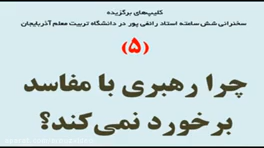 کلیپ‌های برگزیده
سخنرانی شش ساعته استاد رائفی پور در دانشگاه تربیت معلم آذربایجان
(۵)
چرا رهبری با مفاسد
برخورد نمی‌کند؟